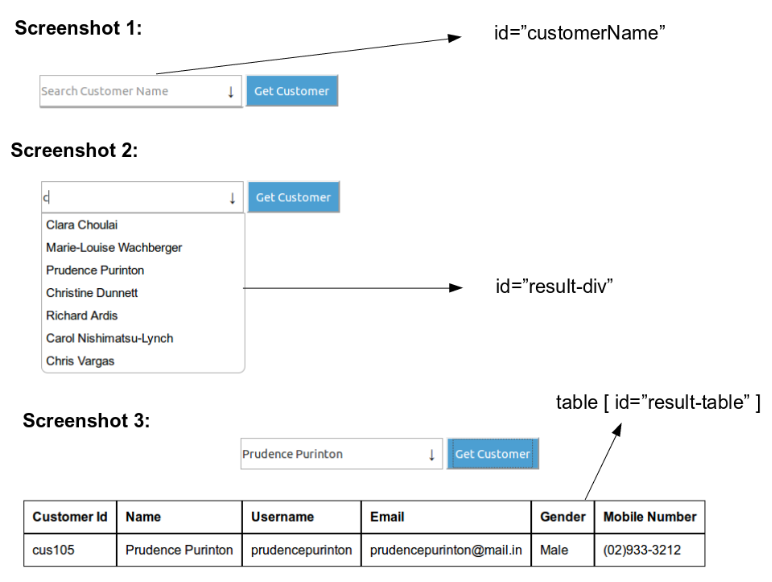 Screenshot 1:
id=”customerName”
Search Customer Name ↓ Get Customer
Screenshot 2:
c ↓ Get Customer
Clara Choulai
Marie-Louise Wachberger
Prudence Purinton
Christine Dunnett
Richard Ardis
Carol Nishimatsu-Lynch
Chris Vargas
id=”result-div”
table [ id=”result-table” ]
Screenshot 3:
Prudence Purinton ↓ Get Customer
Customer Id Name Username Email Gender Mobile Number
cus105 Prudence Purinton prudencepurinton prudencepurinton@mail.in Male (02)933-3212